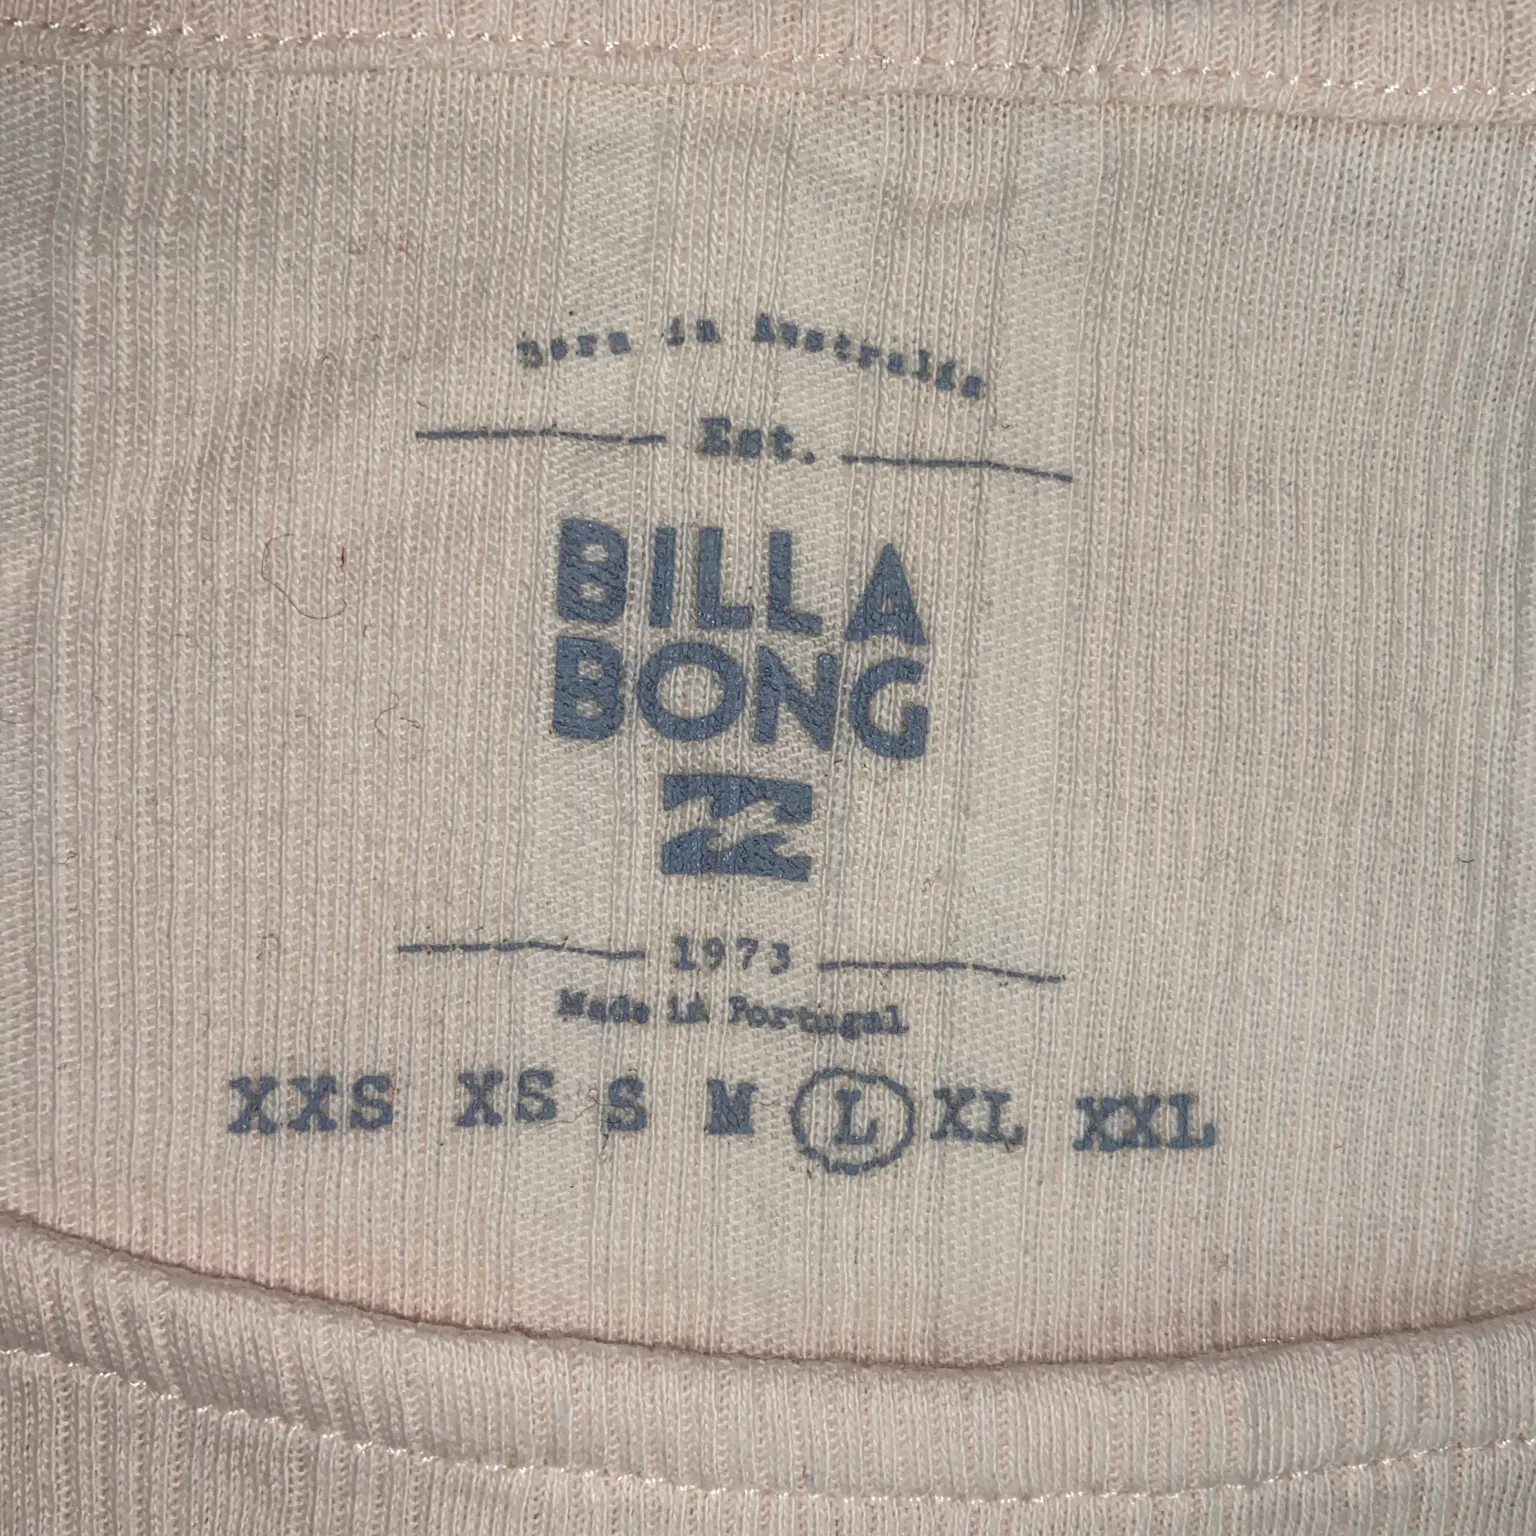 Born in Australia
Est.
BILLA
BONG
1973
Made in Portugal
XXS XS S M L XL XXL